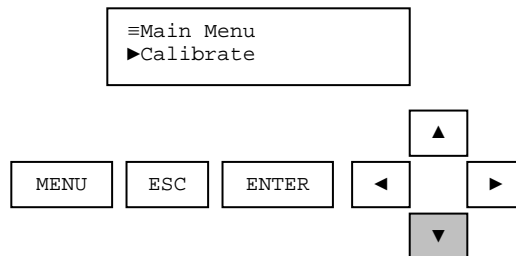 ≡Main Menu
►Calibrate
▲
MENU ESC ENTER ◄ ►
▼